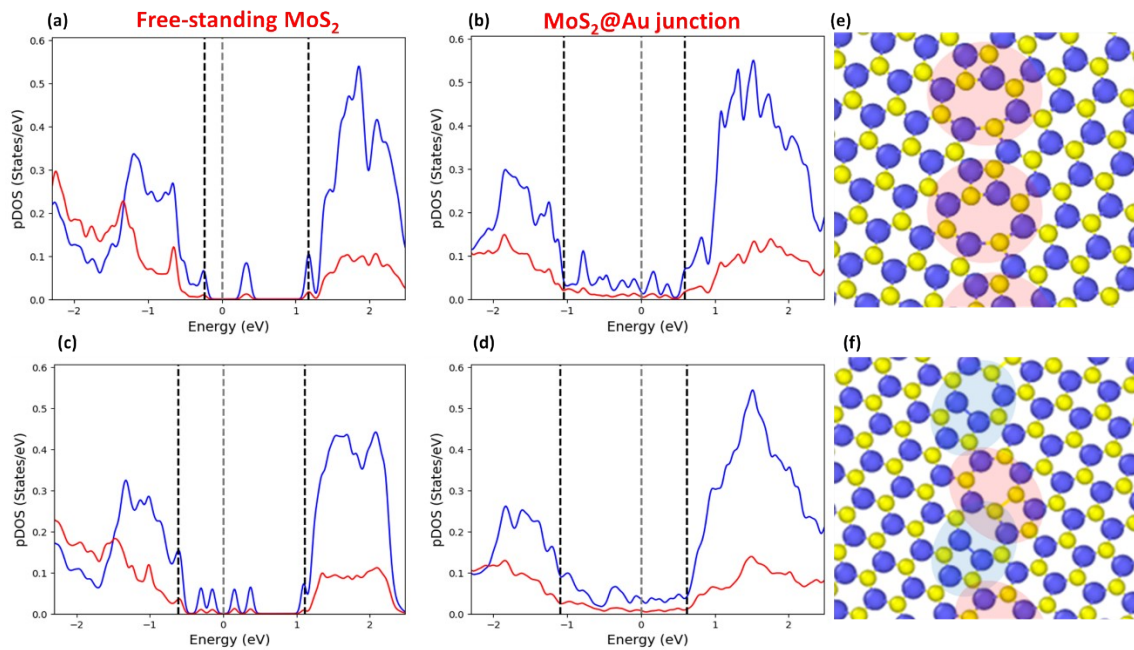 (a) Free-standing MoS₂ (b) MoS₂@Au junction (e)
0.6 0.6
0.5 0.5
0.4 0.4
0.3 0.3
0.2 0.2
0.1 0.1
0.0 0.0
pDOS (States/eV) pDOS (States/eV)
−2 −1 0 1 2 −2 −1 0 1 2
Energy (eV) Energy (eV)
(c) (d) (f)
0.6 0.6
0.5 0.5
0.4 0.4
0.3 0.3
0.2 0.2
0.1 0.1
0.0 0.0
pDOS (States/eV) pDOS (States/eV)
−2 −1 0 1 2 −2 −1 0 1 2
Energy (eV) Energy (eV)